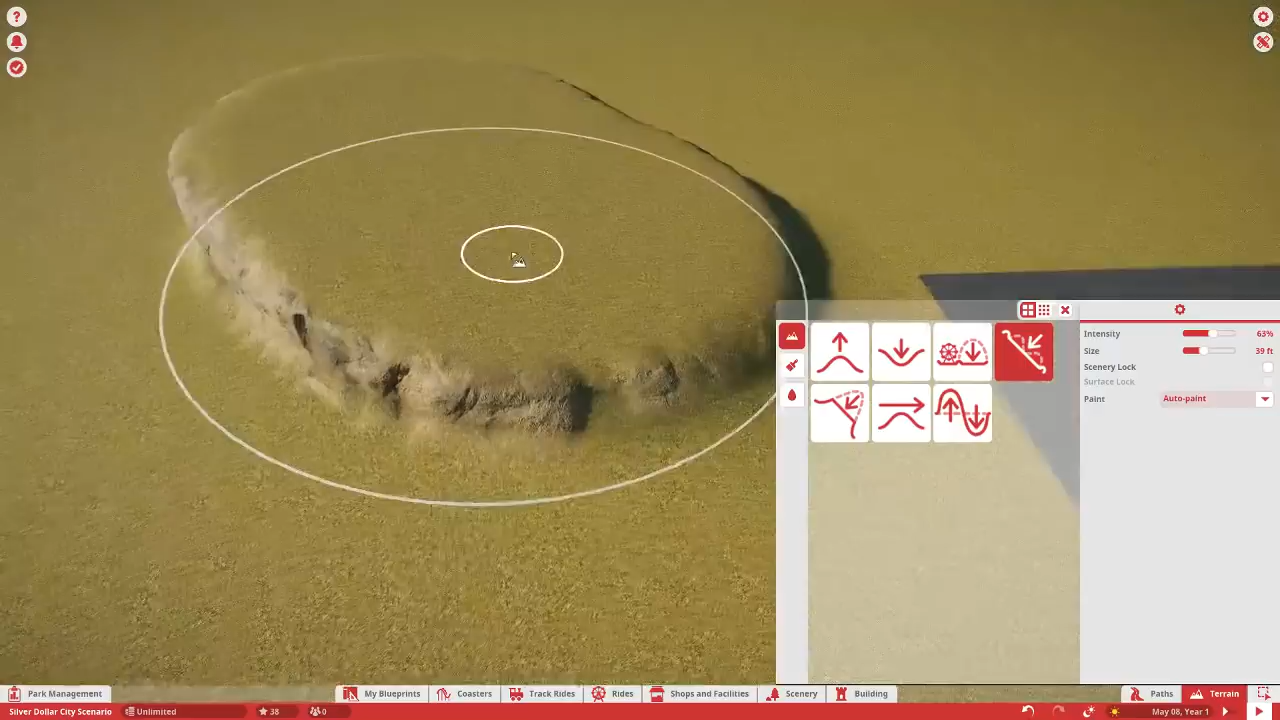 ?
Intensity 63%
Size 39 ft
Scenery Lock
Surface Lock
Paint Auto-paint
Park Management My Blueprints Coasters Track Rides Rides Shops and Facilities Scenery Building Paths Terrain
Silver Dollar City Scenario Unlimited 38 0 May 08, Year 1